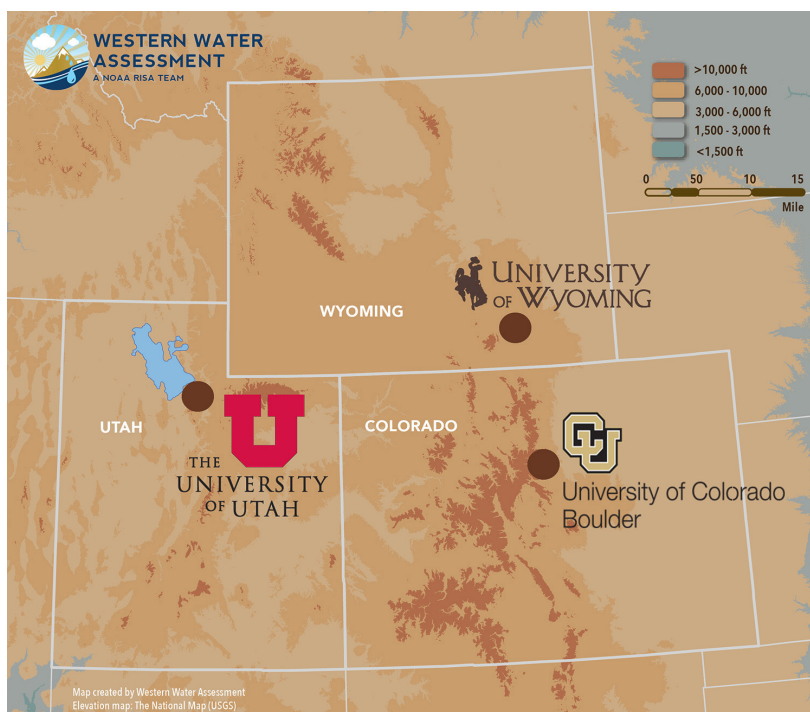 WESTERN WATER
ASSESSMENT
A NOAA RISA TEAM
>10,000 ft
6,000 - 10,000
3,000 - 6,000 ft
1,500 - 3,000 ft
<1,500 ft
0 50 10 15
Mile
UNIVERSITY
OF WYOMING
WYOMING
UTAH
U
THE
UNIVERSITY
OF UTAH
COLORADO
CU
University of Colorado
Boulder
Map created by Western Water Assessment
Elevation map: The National Map (USGS)